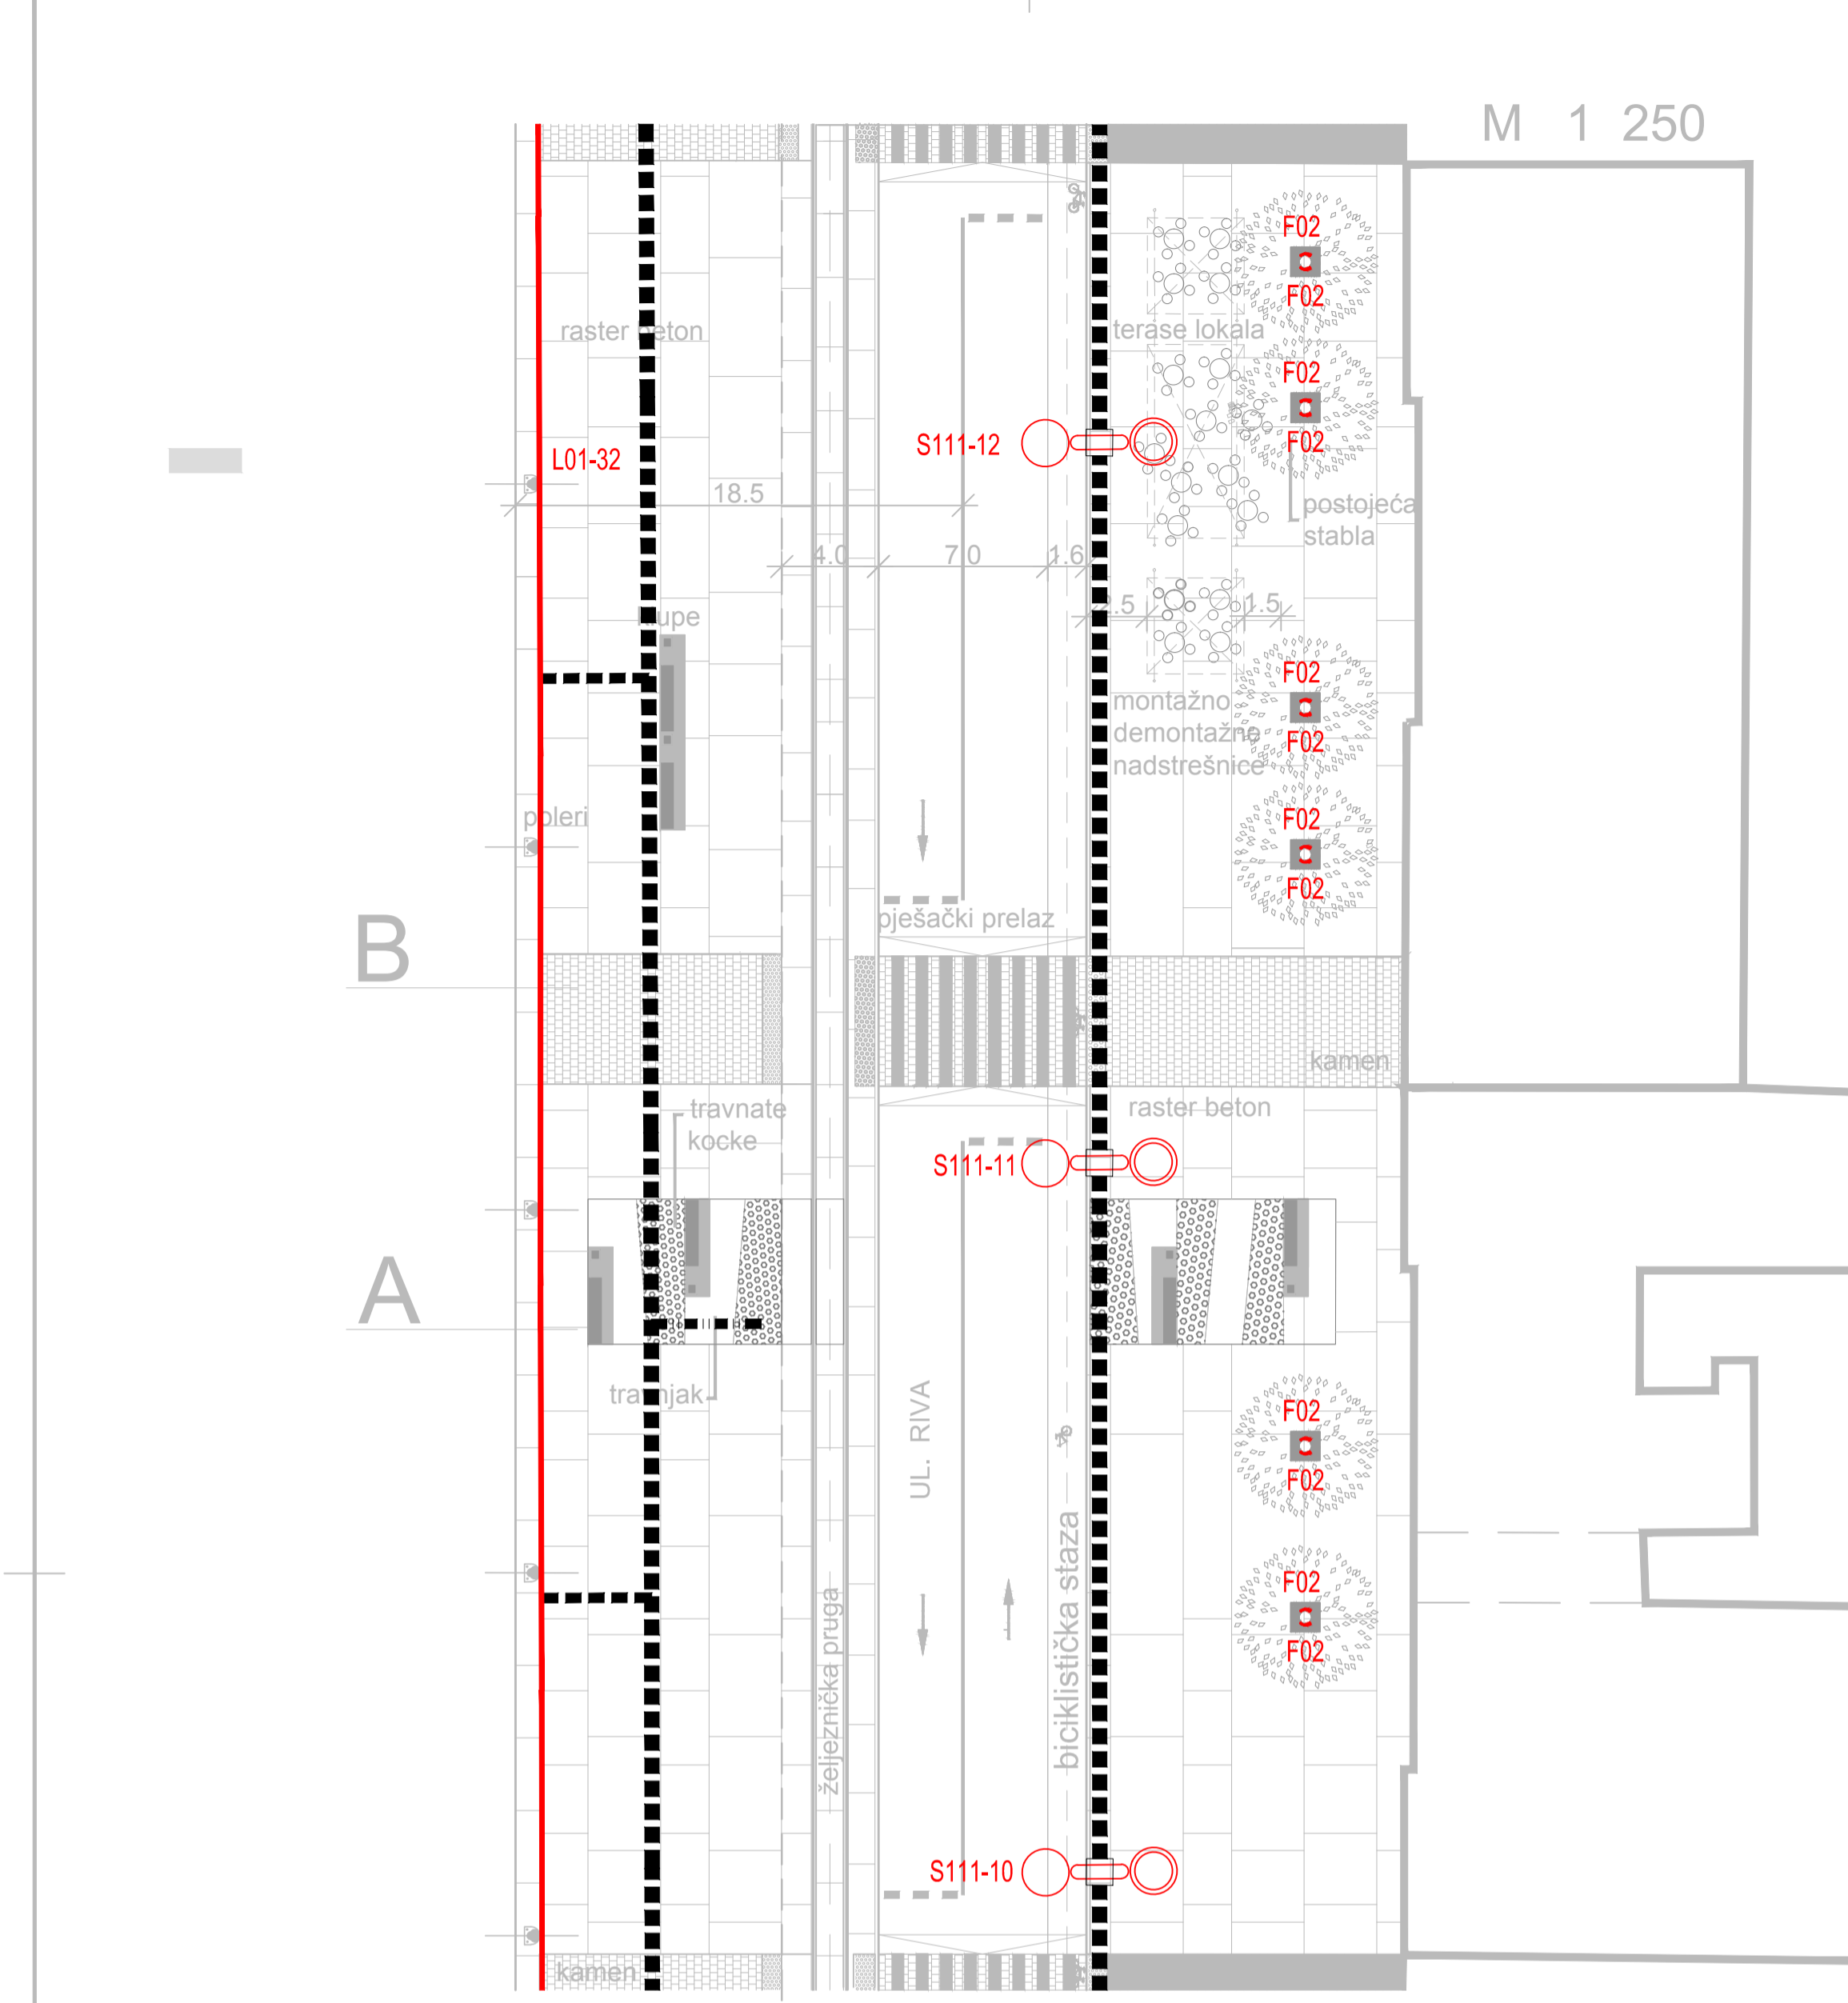 M 1 250
F02
F02
raster beton
terase lokala
F02
F02
S111-12
L01-32
18.5
postojeća
stabla
4.0
7.0
1.6
2.5
1.5
klupe
F02
montažno
demontažne
nadstrešnice
F02
poleri
F02
F02
B
pješački prelaz
kamen
travnate
kocke
raster beton
S111-11
A
travnjak
UL. RIVA
F02
F02
biciklistička staza
željeznička pruga
F02
F02
S111-10
kamen